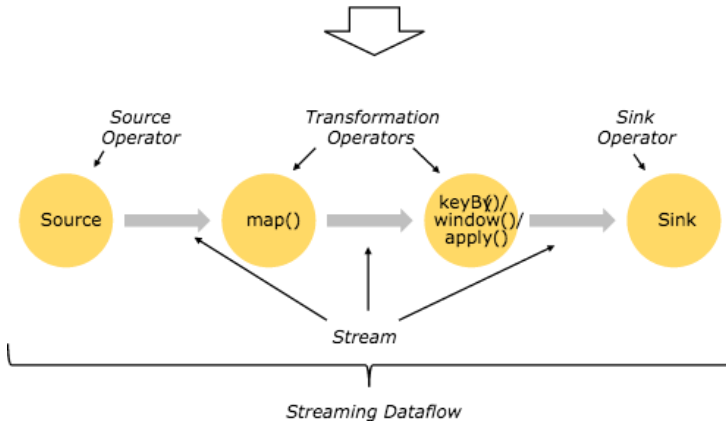 Source
Operator
Transformation
Operators
Sink
Operator
Source
map()
keyBy()/
window()/
apply()
Sink
Stream
Streaming Dataflow